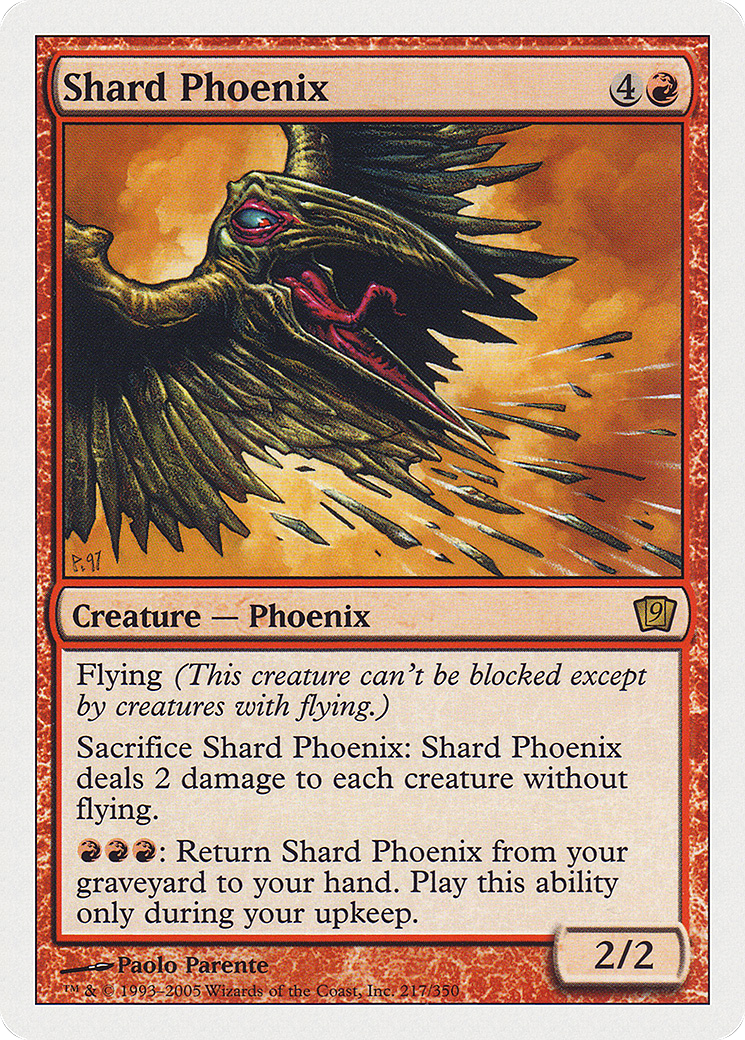 Shard Phoenix 4
P. 97
Creature — Phoenix 9
Flying (This creature can't be blocked except
by creatures with flying.)
Sacrifice Shard Phoenix: Shard Phoenix
deals 2 damage to each creature without
flying.
: Return Shard Phoenix from your
graveyard to your hand. Play this ability
only during your upkeep.
2/2
Paolo Parente
™ & © 1993–2005 Wizards of the Coast, Inc. 217/350